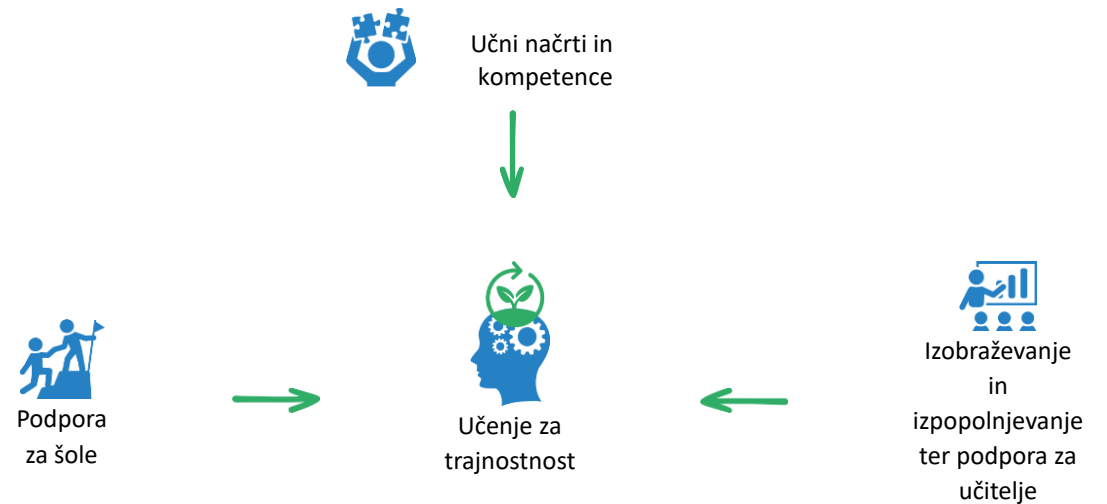 Učni načrti in
kompetence
Podpora
za šole
Učenje za
trajnostnost
Izobraževanje
in
izpopolnjevanje
ter podpora za
učitelje